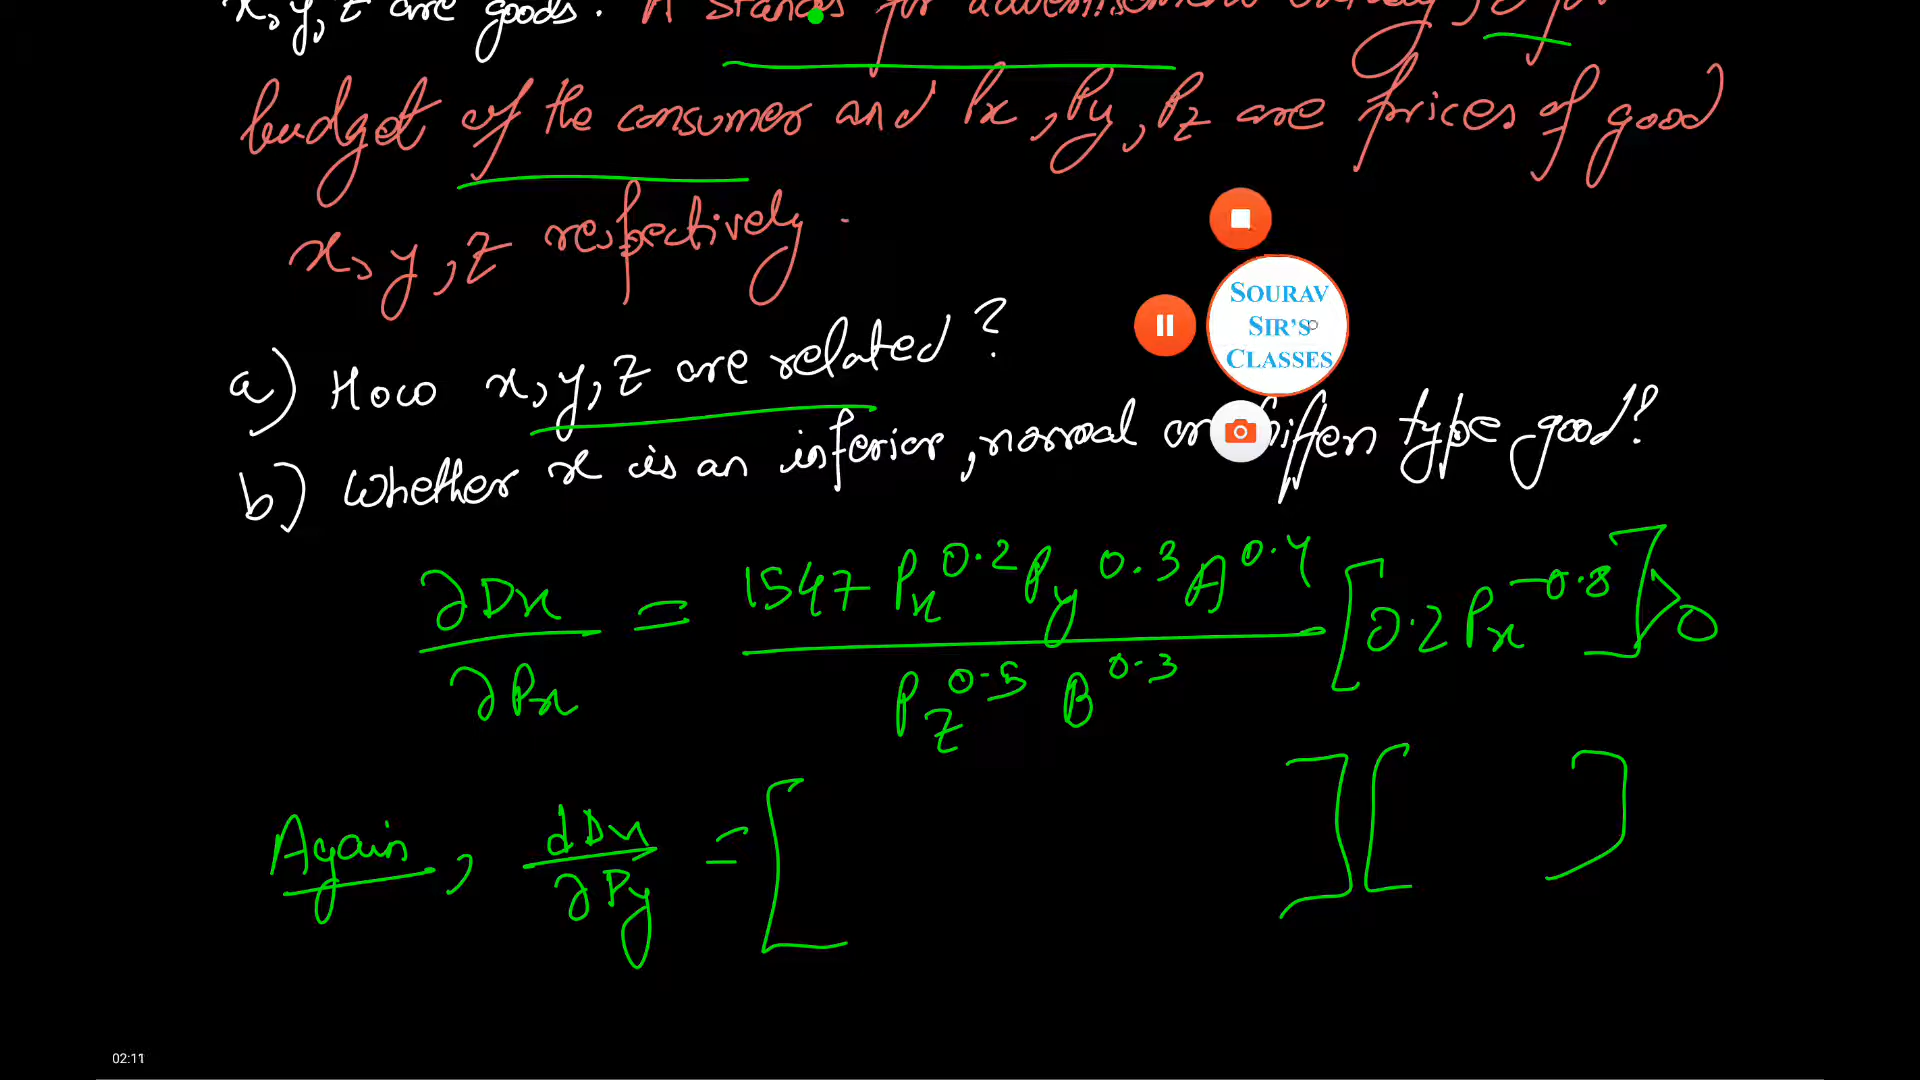 x, y, z are goods. A stands for advertisement outlay, B for
budget of the consumer and Px, Py, Pz are prices of good
x, y, z respectively.
SOURAV
SIR'S
CLASSES
a) How x, y, z are related?
b) Whether x is an inferior, normal or Giffen type good?
∂Dx/∂Px = 1547 Px^0.2 Py^0.3 A^0.4 / Pz^0.5 B^0.3 [0.2 Px^-0.8] > 0
Again, dDx/∂Py = [ ] [ ]
02:11